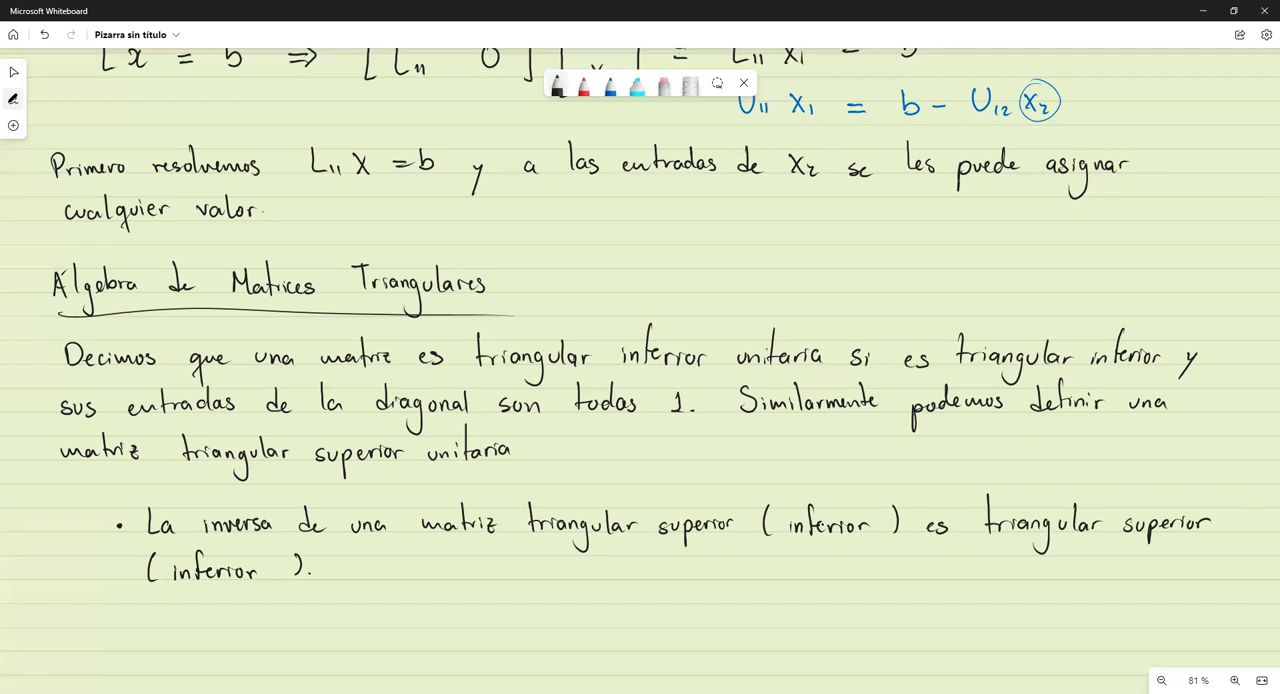 Microsoft Whiteboard
Pizarra sin título
L x = b ⇒ [ L₁₁ 0 ] = L₁₁ x₁ =
U₁₁ x₁ = b − U₁₂ x₂
Primero resolvemos L₁₁ x = b y a las entradas de x₂ se les puede asignar
cualquier valor.
Álgebra de Matrices Triangulares
Decimos que una matriz es triangular inferior unitaria si es triangular inferior y
sus entradas de la diagonal son todas 1. Similarmente podemos definir una
matriz triangular superior unitaria
• La inversa de una matriz triangular superior (inferior) es triangular superior
(inferior).
81 %